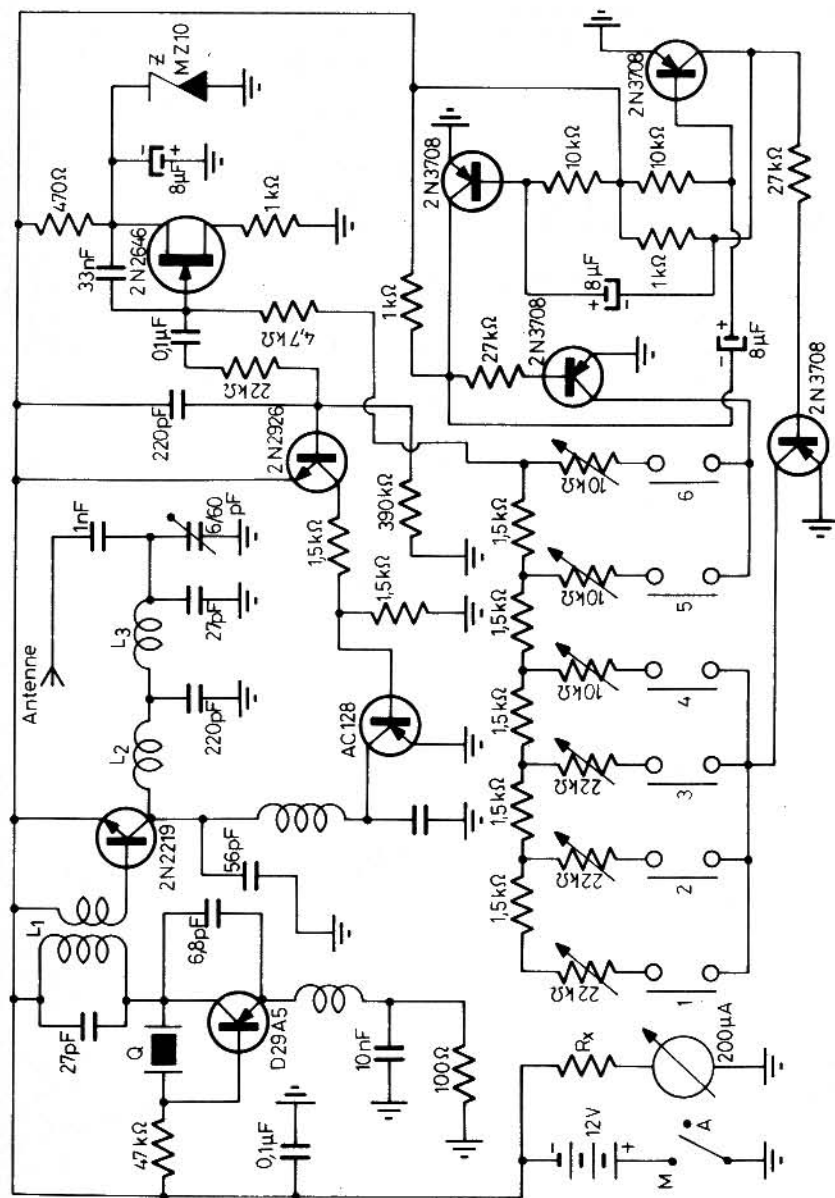 Antenne
1nF
6/60 pF
L3
27pF
L2
220pF
2N2219
56pF
L1
27pF
Q
6,8pF
D29A5
47kΩ
0,1µF
10nF
100Ω
470Ω
33nF
8µF
-
+
Z
MZ10
2N2646
1kΩ
0,1µF
22kΩ
4,7kΩ
220pF
2N2926
390kΩ
1,5kΩ
1,5kΩ
AC128
1kΩ
27kΩ
2N3708
2N3708
10kΩ
10kΩ
1kΩ
+
8µF
-
2N3708
27kΩ
-
+
8µF
2N3708
1,5kΩ
1,5kΩ
1,5kΩ
1,5kΩ
1,5kΩ
22kΩ
22kΩ
22kΩ
10kΩ
10kΩ
10kΩ
1
2
3
4
5
6
Rx
200µA
-
12V
+
M
A